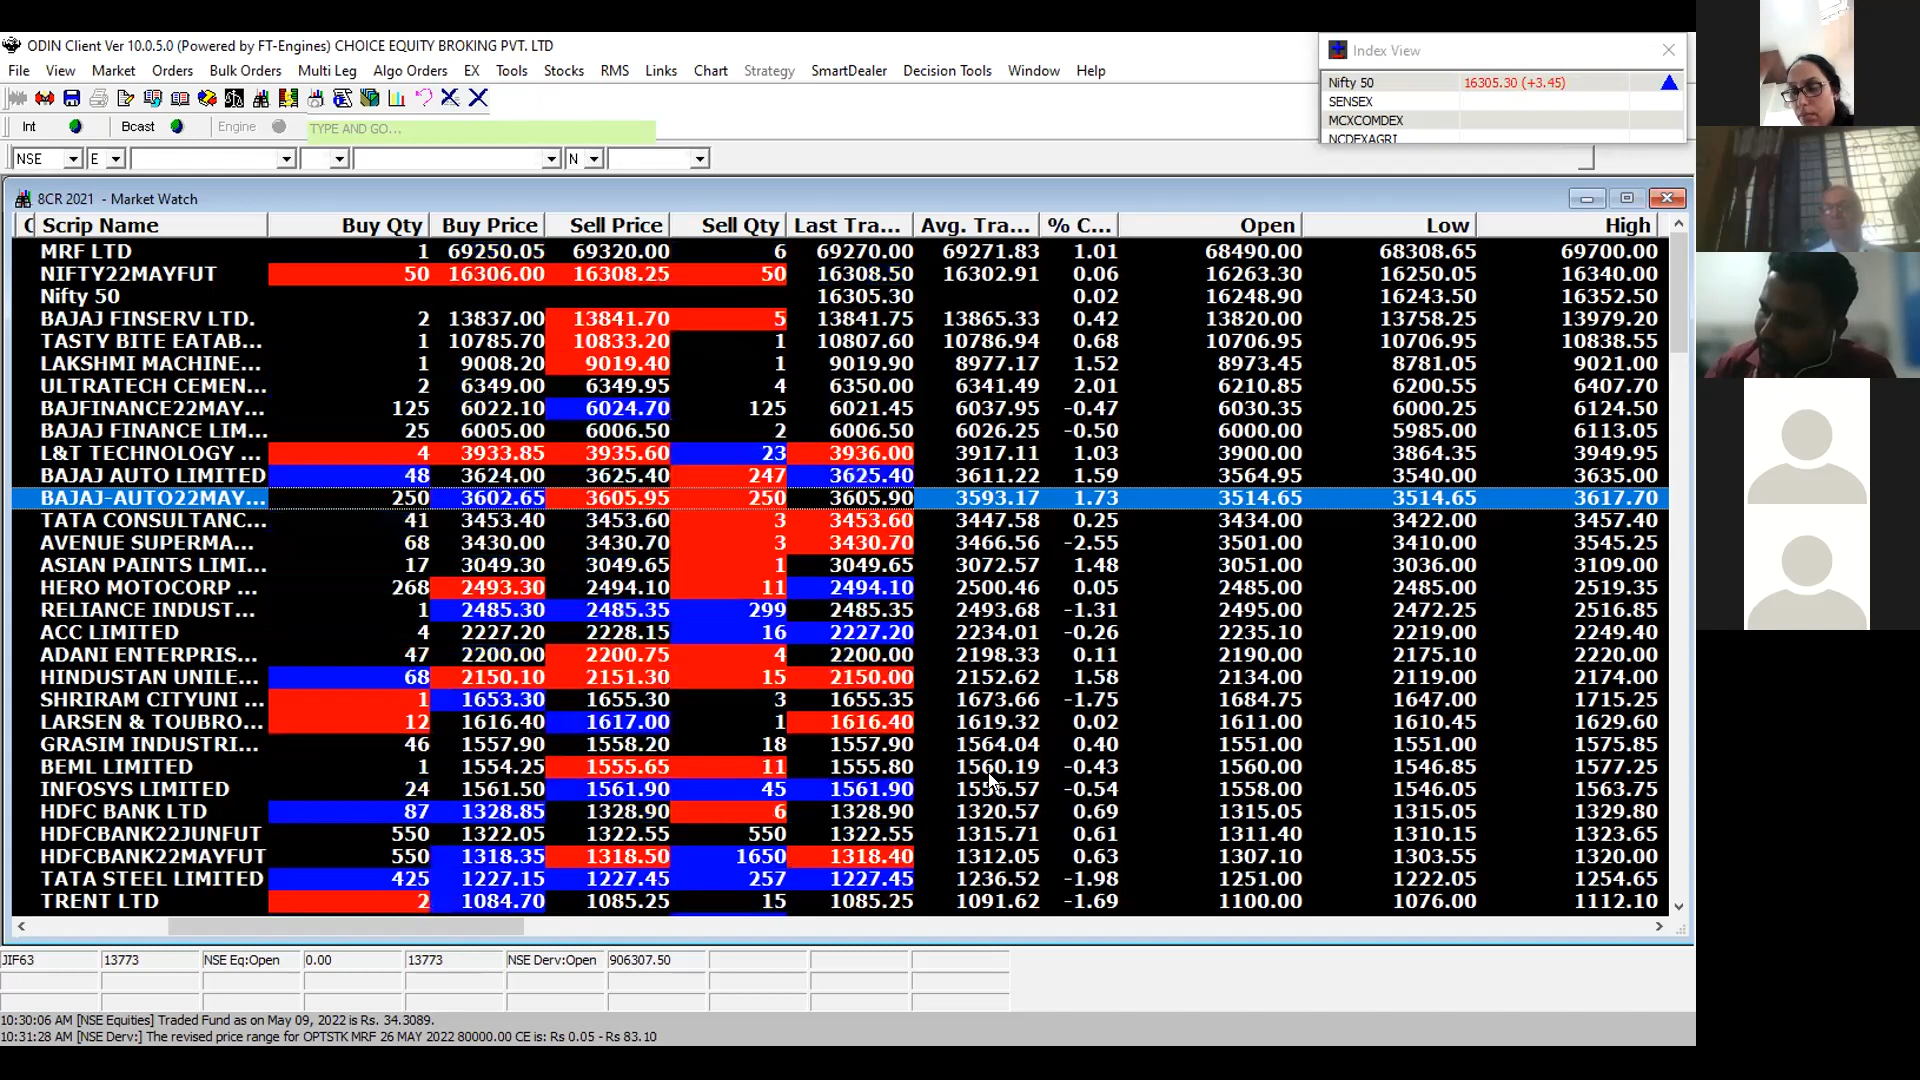 ODIN Client Ver 10.0.5.0 (Powered by FT-Engines) CHOICE EQUITY BROKING PVT. LTD
File View Market Orders Bulk Orders Multi Leg Algo Orders EX Tools Stocks RMS Links Chart Strategy SmartDealer Decision Tools Window Help
Index View
Nifty 50 16305.30 (+3.45)
SENSEX
MCXCOMDEX
NCDEXAGRI
Int Bcast Engine TYPE AND GO...
NSE E N
8CR 2021 - Market Watch
C Scrip Name Buy Qty Buy Price Sell Price Sell Qty Last Tra... Avg. Tra... % C... Open Low High
MRF LTD 1 69250.05 69320.00 6 69270.00 69271.83 1.01 68490.00 68308.65 69700.00
NIFTY22MAYFUT 50 16306.00 16308.25 50 16308.50 16302.91 0.06 16263.30 16250.05 16340.00
Nifty 50 16305.30 0.02 16248.90 16243.50 16352.50
BAJAJ FINSERV LTD. 2 13837.00 13841.70 5 13841.75 13865.33 0.42 13820.00 13758.25 13979.20
TASTY BITE EATAB... 1 10785.70 10833.20 1 10807.60 10786.94 0.68 10706.95 10706.95 10838.55
LAKSHMI MACHINE... 1 9008.20 9019.40 1 9019.90 8977.17 1.52 8973.45 8781.05 9021.00
ULTRATECH CEMEN... 2 6349.00 6349.95 4 6350.00 6341.49 2.01 6210.85 6200.55 6407.70
BAJFINANCE22MAY... 125 6022.10 6024.70 125 6021.45 6037.95 -0.47 6030.35 6000.25 6124.50
BAJAJ FINANCE LIM... 25 6005.00 6006.50 2 6006.50 6026.25 -0.50 6000.00 5985.00 6113.05
L&T TECHNOLOGY ... 4 3933.85 3935.60 23 3936.00 3917.11 1.03 3900.00 3864.35 3949.95
BAJAJ AUTO LIMITED 48 3624.00 3625.40 247 3625.40 3611.22 1.59 3564.95 3540.00 3635.00
BAJAJ-AUTO22MAY... 250 3602.65 3605.95 250 3605.90 3593.17 1.73 3514.65 3514.65 3617.70
TATA CONSULTANC... 41 3453.40 3453.60 3 3453.60 3447.58 0.25 3434.00 3422.00 3457.40
AVENUE SUPERMA... 68 3430.00 3430.70 3 3430.70 3466.56 -2.55 3501.00 3410.00 3545.25
ASIAN PAINTS LIMI... 17 3049.30 3049.65 1 3049.65 3072.57 1.48 3051.00 3036.00 3109.00
HERO MOTOCORP ... 268 2493.30 2494.10 11 2494.10 2500.46 0.05 2485.00 2485.00 2519.35
RELIANCE INDUST... 1 2485.30 2485.35 299 2485.35 2493.68 -1.31 2495.00 2472.25 2516.85
ACC LIMITED 4 2227.20 2228.15 16 2227.20 2234.01 -0.26 2235.10 2219.00 2249.40
ADANI ENTERPRIS... 47 2200.00 2200.75 4 2200.00 2198.33 0.11 2190.00 2175.10 2220.00
HINDUSTAN UNILE... 68 2150.10 2151.30 15 2150.00 2152.62 1.58 2134.00 2119.00 2174.00
SHRIRAM CITYUNI ... 1 1653.30 1655.30 3 1655.35 1673.66 -1.75 1684.75 1647.00 1715.25
LARSEN & TOUBRO... 12 1616.40 1617.00 1 1616.40 1619.32 0.02 1611.00 1610.45 1629.60
GRASIM INDUSTRI... 46 1557.90 1558.20 18 1557.90 1564.04 0.40 1551.00 1551.00 1575.85
BEML LIMITED 1 1554.25 1555.65 11 1555.80 1560.19 -0.43 1560.00 1546.85 1577.25
INFOSYS LIMITED 24 1561.50 1561.90 45 1561.90 -0.54 1558.00 1546.05 1563.75
HDFC BANK LTD 87 1328.85 1328.90 6 1328.90 1320.57 0.69 1315.05 1315.05 1329.80
HDFCBANK22JUNFUT 550 1322.05 1322.55 550 1322.55 1315.71 0.61 1311.40 1310.15 1323.65
HDFCBANK22MAYFUT 550 1318.35 1318.50 1650 1318.40 1312.05 0.63 1307.10 1303.55 1320.00
TATA STEEL LIMITED 425 1227.15 1227.45 257 1227.45 1236.52 -1.98 1251.00 1222.05 1254.65
TRENT LTD 2 1084.70 1085.25 15 1085.25 1091.62 -1.69 1100.00 1076.00 1112.10
JIF63 13773 NSE Eq:Open 0.00 13773 NSE Derv:Open 906307.50
10:30:06 AM [NSE Equities] Traded Fund as on May 09, 2022 is Rs. 34.3089.
10:31:28 AM [NSE Derv:] The revised price range for OPTSTK MRF 26 MAY 2022 80000.00 CE is: Rs 0.05 - Rs 83.10